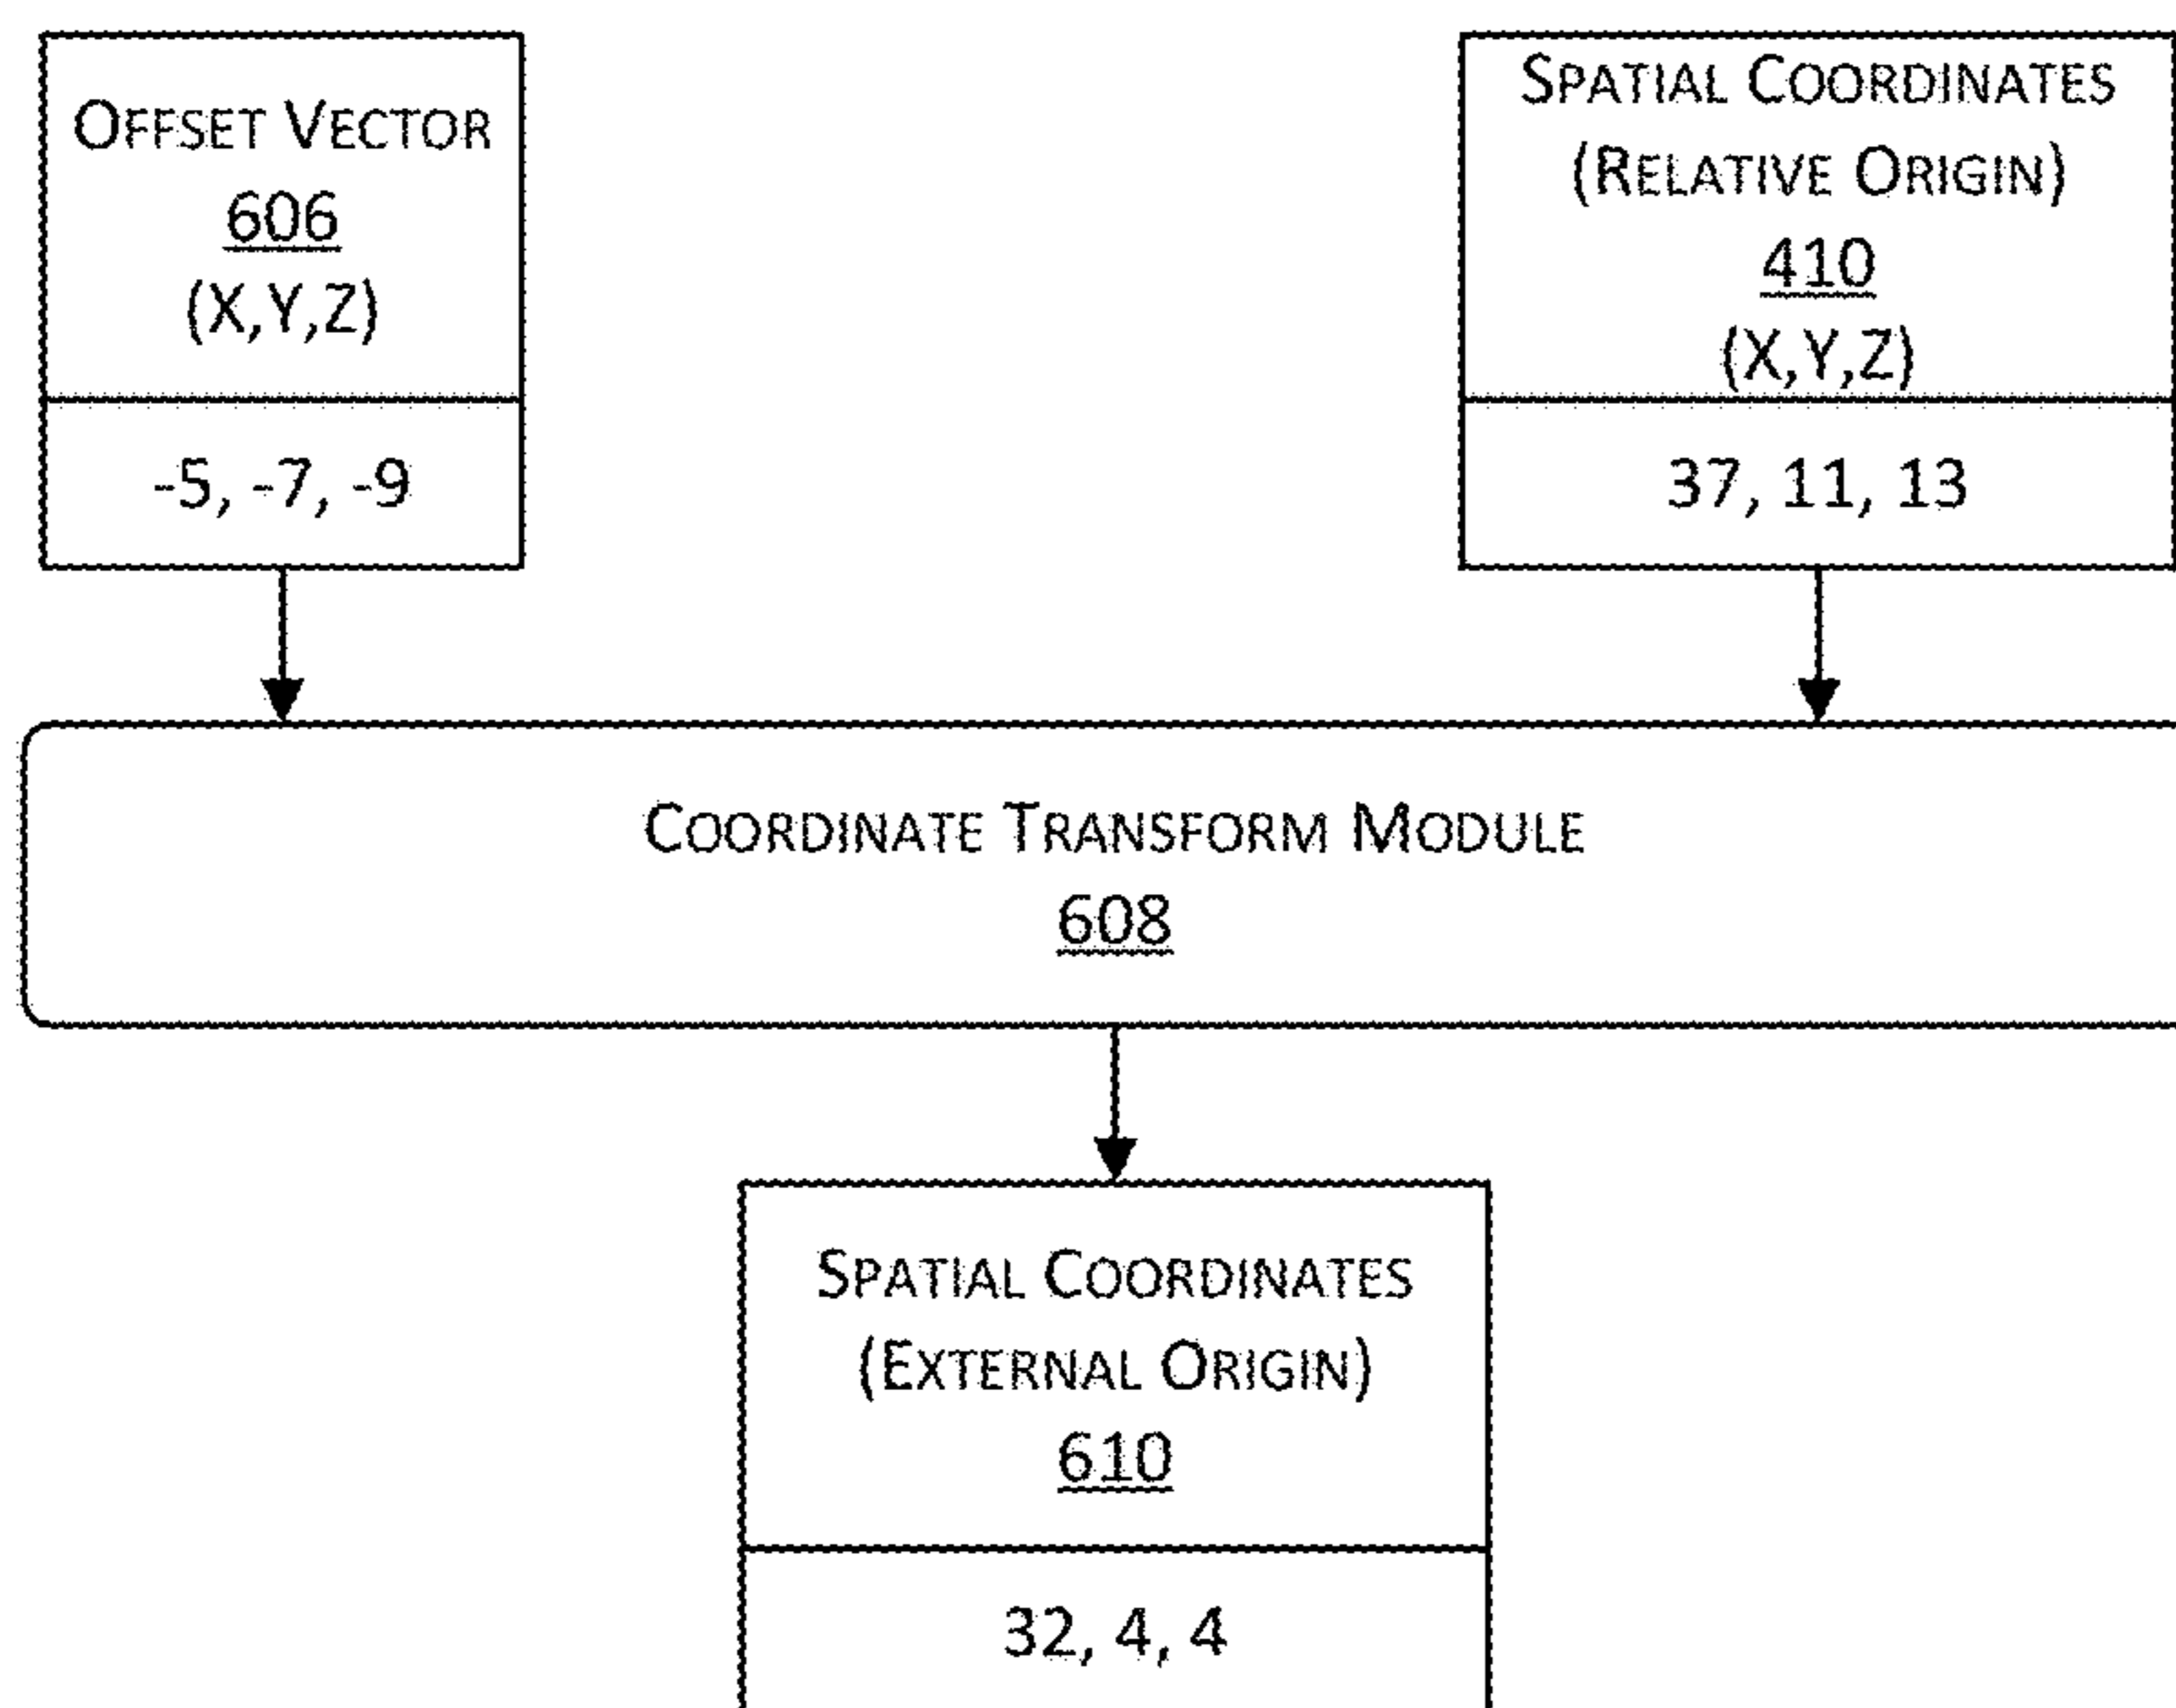 OFFSET VECTOR
606
(X,Y,Z)
-5, -7, -9
SPATIAL COORDINATES
(RELATIVE ORIGIN)
410
(X,Y,Z)
37, 11, 13
COORDINATE TRANSFORM MODULE
608
SPATIAL COORDINATES
(EXTERNAL ORIGIN)
610
32, 4, 4